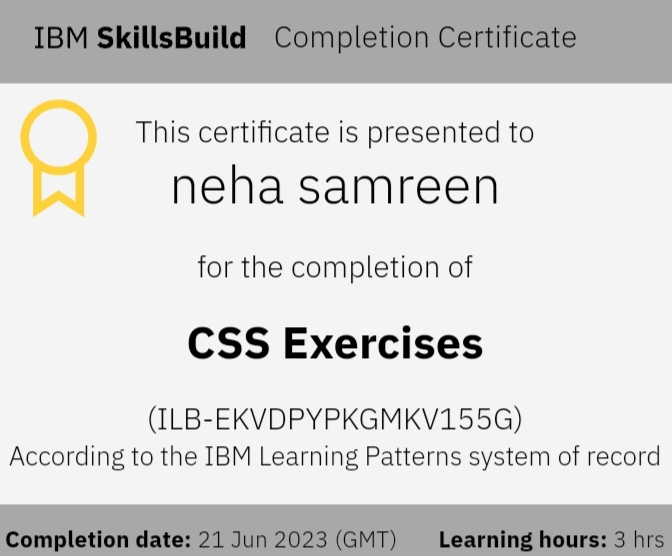 IBM SkillsBuild Completion Certificate
This certificate is presented to
neha samreen
for the completion of
CSS Exercises
(ILB-EKVDPYPKGMKV155G)
According to the IBM Learning Patterns system of record
Completion date: 21 Jun 2023 (GMT) Learning hours: 3 hrs